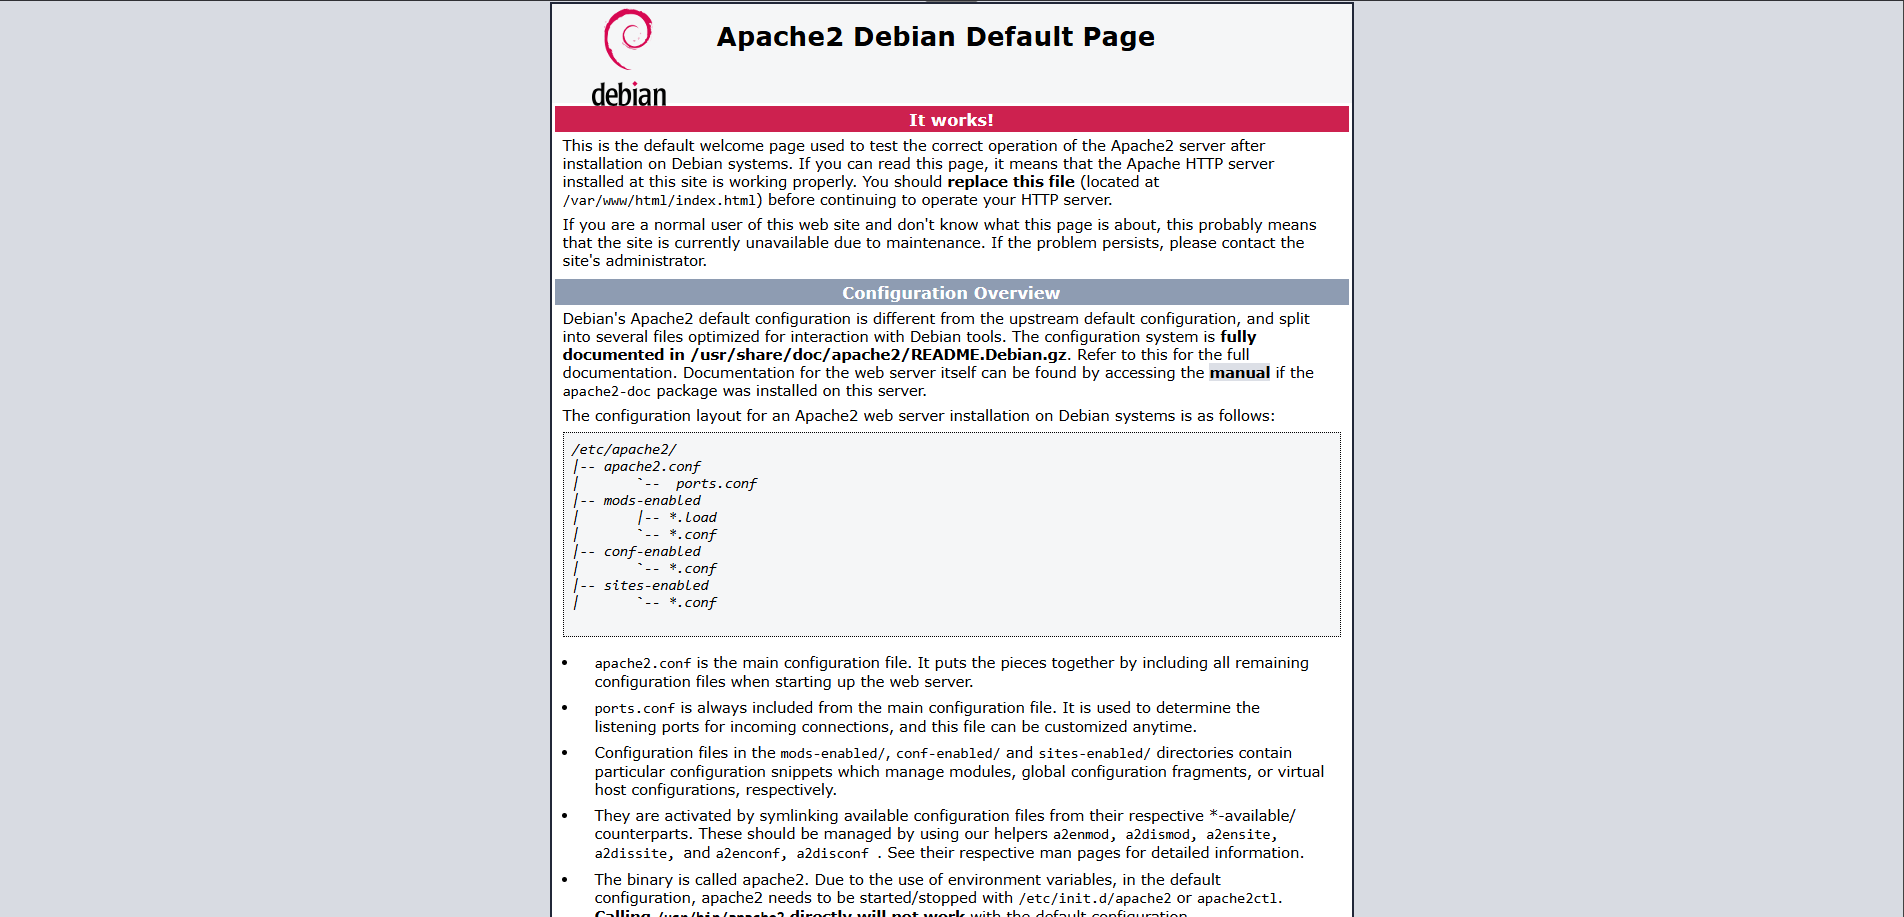 debian
Apache2 Debian Default Page
It works!
This is the default welcome page used to test the correct operation of the Apache2 server after
installation on Debian systems. If you can read this page, it means that the Apache HTTP server
installed at this site is working properly. You should replace this file (located at
/var/www/html/index.html) before continuing to operate your HTTP server.
If you are a normal user of this web site and don't know what this page is about, this probably means
that the site is currently unavailable due to maintenance. If the problem persists, please contact the
site's administrator.
Configuration Overview
Debian's Apache2 default configuration is different from the upstream default configuration, and split
into several files optimized for interaction with Debian tools. The configuration system is fully
documented in /usr/share/doc/apache2/README.Debian.gz. Refer to this for the full
documentation. Documentation for the web server itself can be found by accessing the manual if the
apache2-doc package was installed on this server.
The configuration layout for an Apache2 web server installation on Debian systems is as follows:
/etc/apache2/
|-- apache2.conf
|       `--  ports.conf
|-- mods-enabled
|       |-- *.load
|       `-- *.conf
|-- conf-enabled
|       `-- *.conf
|-- sites-enabled
|       `-- *.conf
• apache2.conf is the main configuration file. It puts the pieces together by including all remaining
configuration files when starting up the web server.
• ports.conf is always included from the main configuration file. It is used to determine the
listening ports for incoming connections, and this file can be customized anytime.
• Configuration files in the mods-enabled/, conf-enabled/ and sites-enabled/ directories contain
particular configuration snippets which manage modules, global configuration fragments, or virtual
host configurations, respectively.
• They are activated by symlinking available configuration files from their respective *-available/
counterparts. These should be managed by using our helpers a2enmod, a2dismod, a2ensite,
a2dissite, and a2enconf, a2disconf . See their respective man pages for detailed information.
• The binary is called apache2. Due to the use of environment variables, in the default
configuration, apache2 needs to be started/stopped with /etc/init.d/apache2 or apache2ctl.
Calling /usr/bin/apache2 directly will not work with the default configuration.